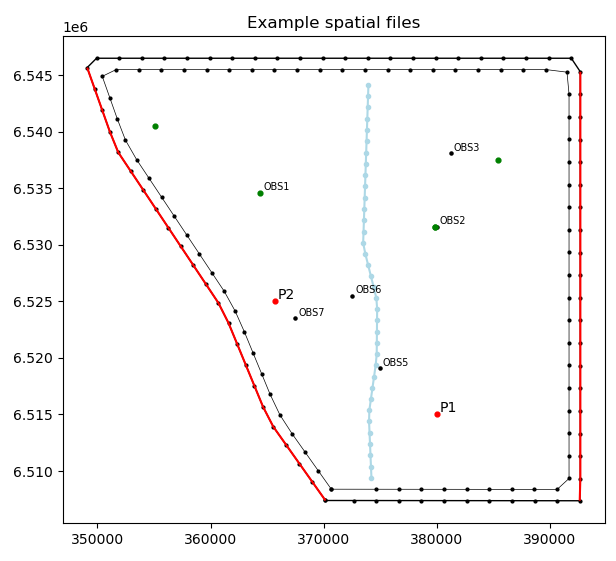 Example spatial files
1e6
6.545
6.540
OBS3
6.535
OBS1
6.530
OBS2
6.525
P2
OBS6
OBS7
6.520
OBS5
6.515
P1
6.510
350000 360000 370000 380000 390000